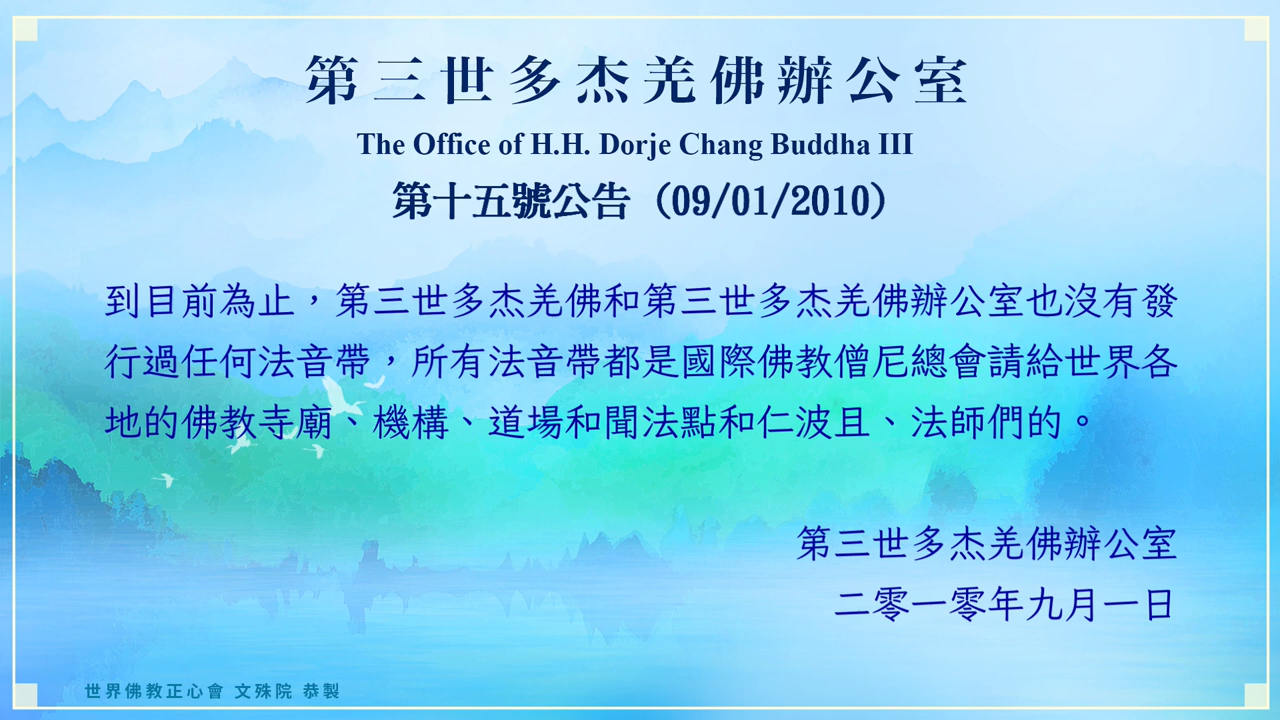 第三世多杰羌佛辦公室
The Office of H.H. Dorje Chang Buddha III
第十五號公告（09/01/2010）
到目前為止，第三世多杰羌佛和第三世多杰羌佛辦公室也沒有發
行過任何法音帶，所有法音帶都是國際佛教僧尼總會請給世界各
地的佛教寺廟、機構、道場和聞法點和仁波且、法師們的。
第三世多杰羌佛辦公室
二零一零年九月一日
世界佛教正心會 文殊院 恭製